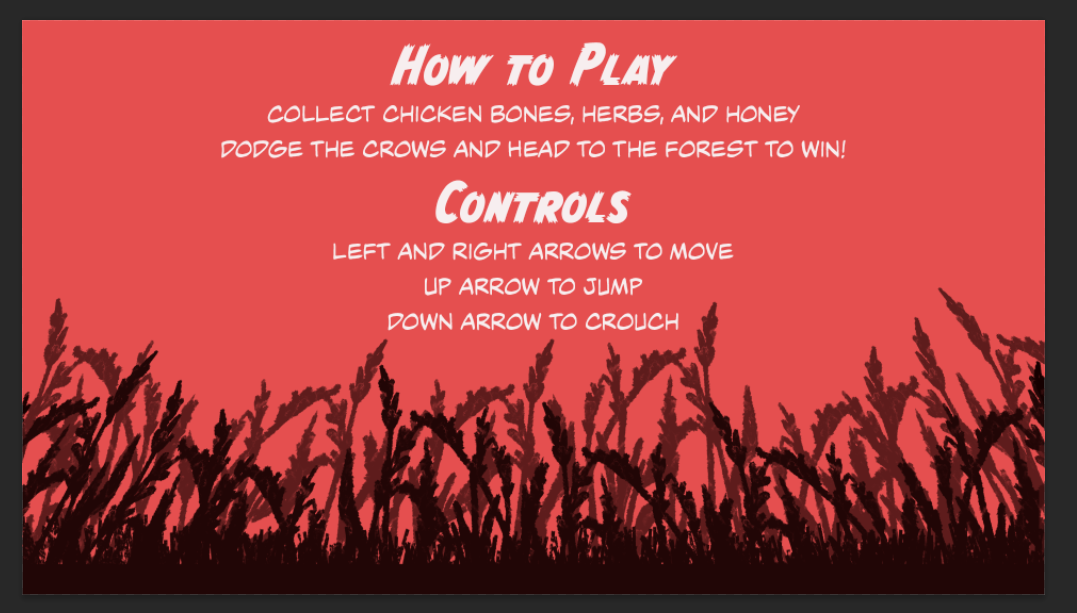 How to Play
COLLECT CHICKEN BONES, HERBS, AND HONEY
DODGE THE CROWS AND HEAD TO THE FOREST TO WIN!
Controls
LEFT AND RIGHT ARROWS TO MOVE
UP ARROW TO JUMP
DOWN ARROW TO CROUCH